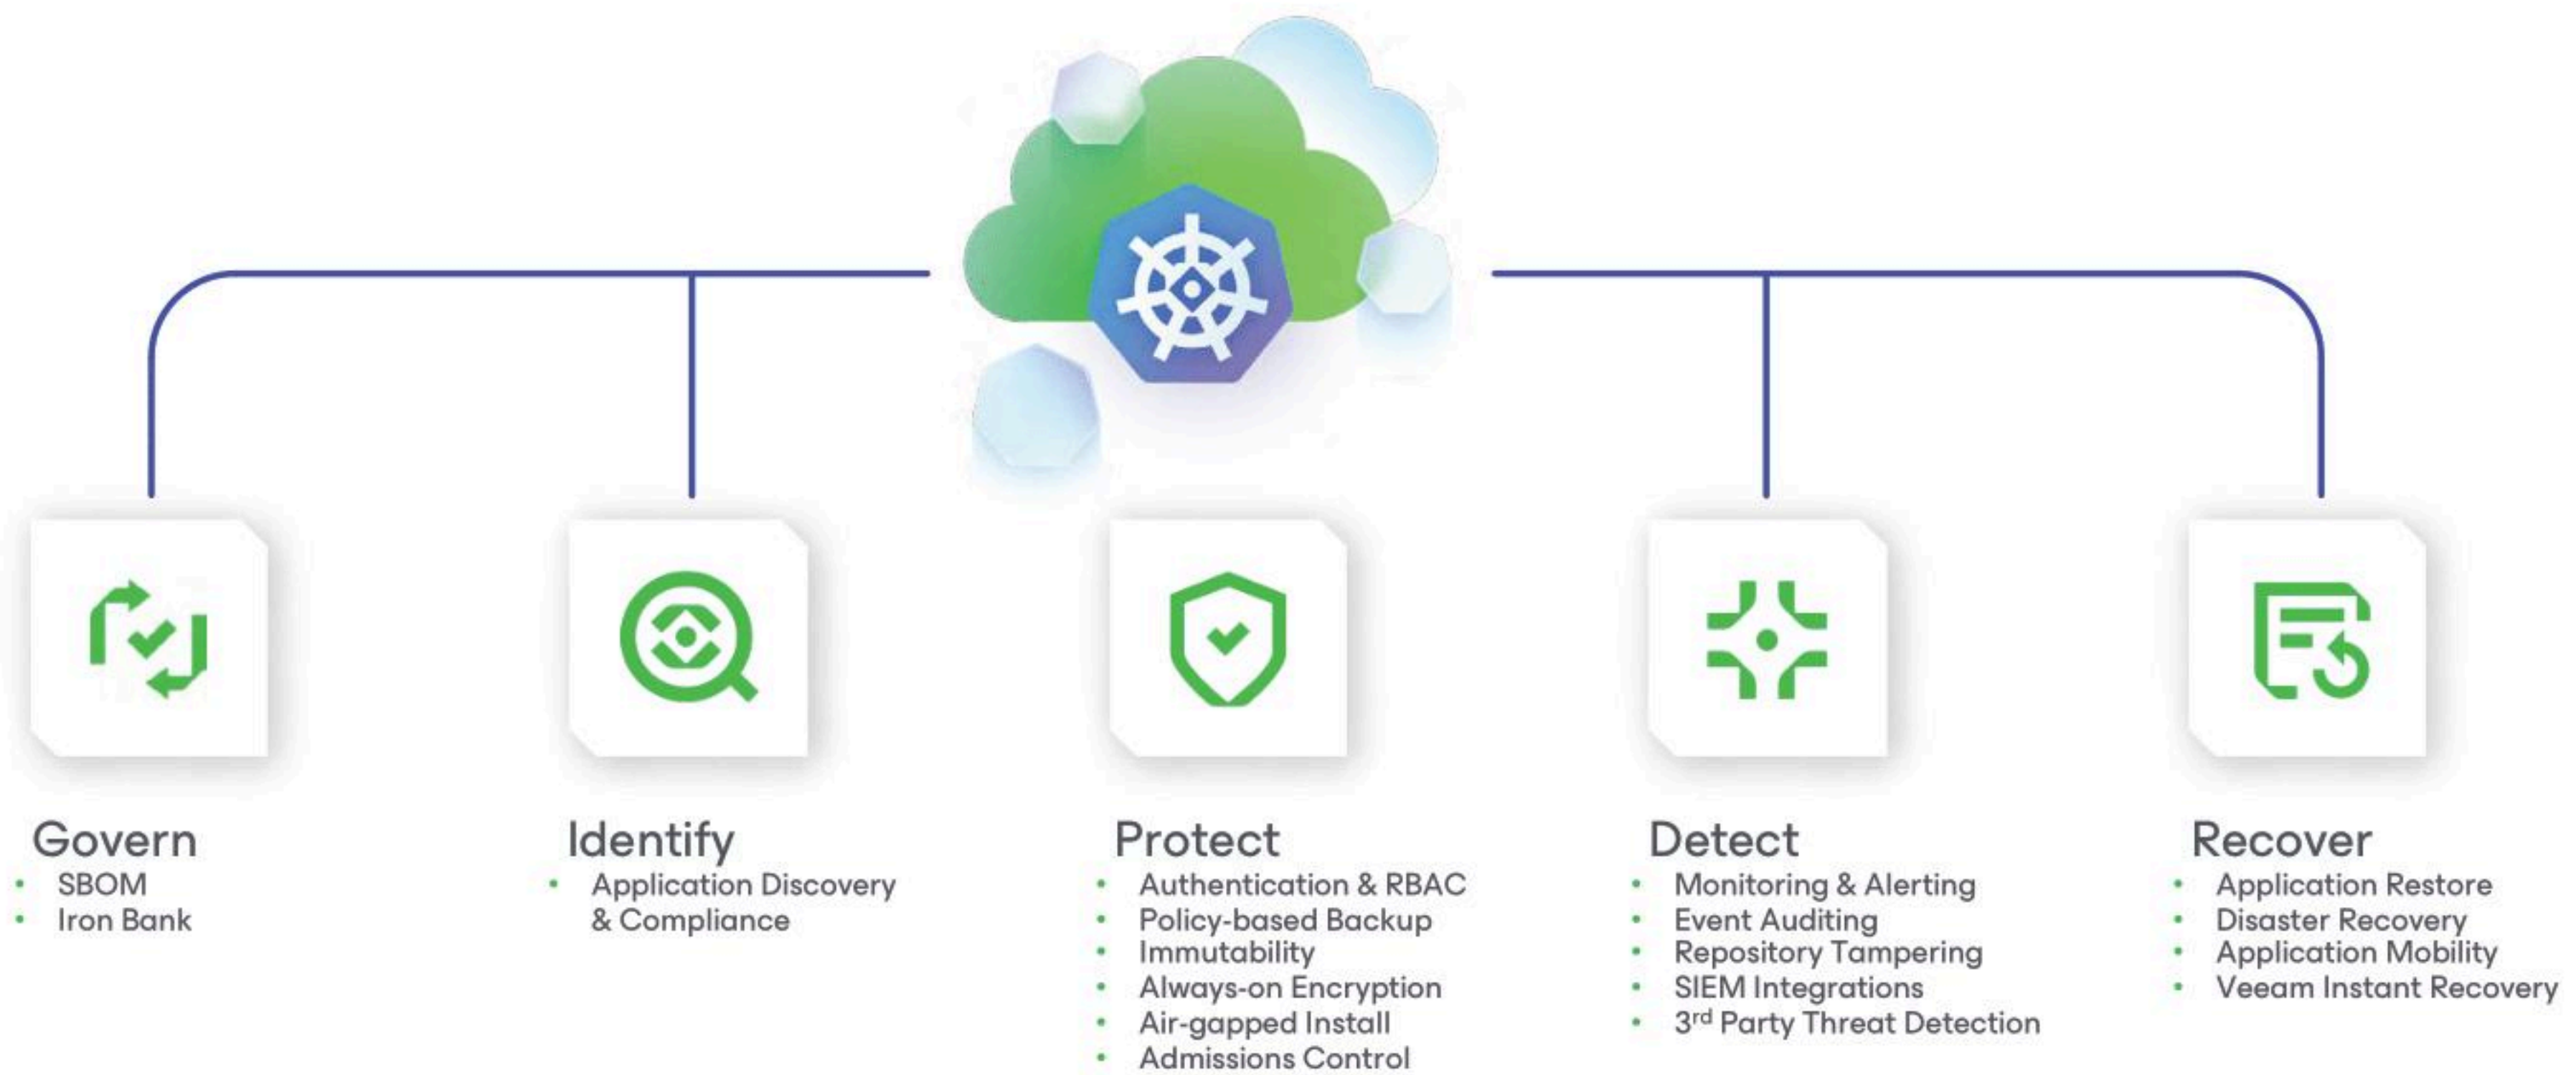 Govern
• SBOM
• Iron Bank
Identify
• Application Discovery
& Compliance
Protect
• Authentication & RBAC
• Policy-based Backup
• Immutability
• Always-on Encryption
• Air-gapped Install
• Admissions Control
Detect
• Monitoring & Alerting
• Event Auditing
• Repository Tampering
• SIEM Integrations
• 3rd Party Threat Detection
Recover
• Application Restore
• Disaster Recovery
• Application Mobility
• Veeam Instant Recovery